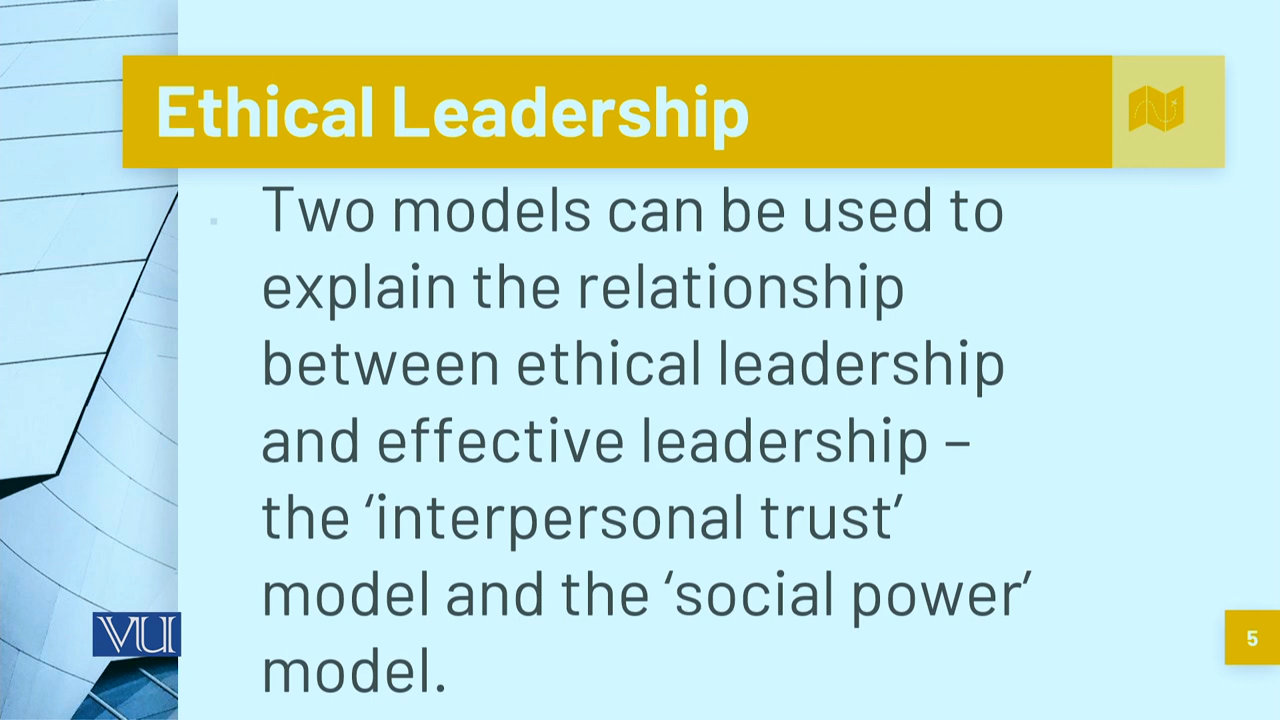 Ethical Leadership
Two models can be used to
explain the relationship
between ethical leadership
and effective leadership –
the ‘interpersonal trust’
model and the ‘social power’
model.
VU
5